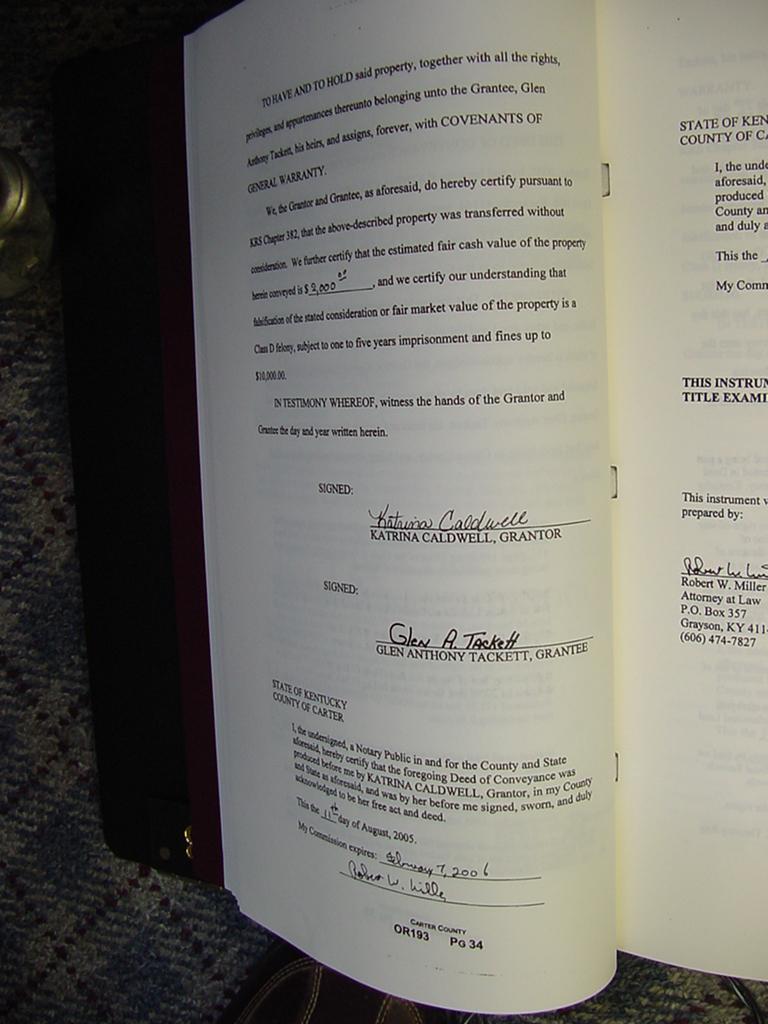 TO HAVE AND TO HOLD said property, together with all the rights,
privileges, and appurtenances thereunto belonging unto the Grantee, Glen
Anthony Tackett, his heirs, and assigns, forever, with COVENANTS OF
GENERAL WARRANTY.
We, the Grantor and Grantee, as aforesaid, do hereby certify pursuant to
KRS Chapter 382, that the above-described property was transferred without
consideration. We further certify that the estimated fair cash value of the property
herein conveyed is $ 2,000 00, and we certify our understanding that
falsification of the stated consideration or fair market value of the property is a
Class D felony, subject to one to five years imprisonment and fines up to
$10,000.00.
IN TESTIMONY WHEREOF, witness the hands of the Grantor and
Grantee the day and year written herein.
SIGNED:
Katrina Caldwell
KATRINA CALDWELL, GRANTOR
SIGNED:
Glen A. Tackett
GLEN ANTHONY TACKETT, GRANTEE
STATE OF KENTUCKY
COUNTY OF CARTER
I, the undersigned, a Notary Public in and for the County and State
aforesaid, hereby certify that the foregoing Deed of Conveyance was
produced before me by KATRINA CALDWELL, Grantor, in my County
and State as aforesaid, and was by her before me signed, sworn, and duly
acknowledged to be her free act and deed.
This the 11th day of August, 2005.
My Commission expires: February 7, 2006
Robert W. Miller
CARTER COUNTY
OR193 PG 34
STATE OF KEN
COUNTY OF CA
I, the unde
aforesaid,
produced
County an
and duly a
This the
My Comm
THIS INSTRUM
TITLE EXAMI
This instrument w
prepared by:
Robert W. Miller
Attorney at Law
P.O. Box 357
Grayson, KY 411
(606) 474-7827